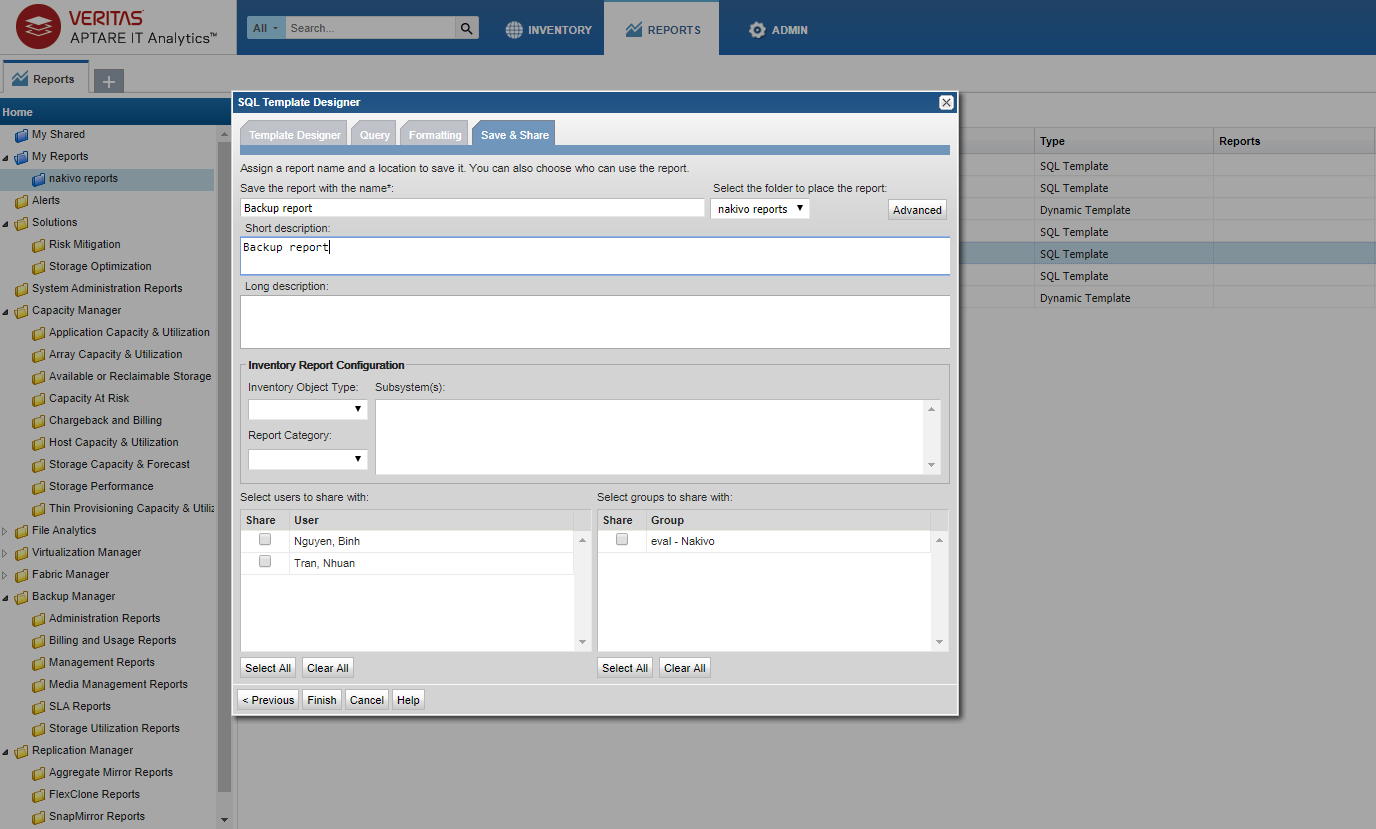 VERITAS
APTARE IT Analytics™
All
Search...
INVENTORY
REPORTS
ADMIN
Reports
Home
My Shared
My Reports
nakivo reports
Alerts
Solutions
Risk Mitigation
Storage Optimization
System Administration Reports
Capacity Manager
Application Capacity & Utilization
Array Capacity & Utilization
Available or Reclaimable Storage
Capacity At Risk
Chargeback and Billing
Host Capacity & Utilization
Storage Capacity & Forecast
Storage Performance
Thin Provisioning Capacity & Utiliz
File Analytics
Virtualization Manager
Fabric Manager
Backup Manager
Administration Reports
Billing and Usage Reports
Management Reports
Media Management Reports
SLA Reports
Storage Utilization Reports
Replication Manager
Aggregate Mirror Reports
FlexClone Reports
SnapMirror Reports
SQL Template Designer
Template Designer Query Formatting Save & Share
Assign a report name and a location to save it. You can also choose who can use the report.
Save the report with the name*: Select the folder to place the report:
Backup report nakivo reports Advanced
Short description:
Backup report
Long description:
Inventory Report Configuration
Inventory Object Type: Subsystem(s):
Report Category:
Select users to share with: Select groups to share with:
Share User Share Group
Nguyen, Binh eval - Nakivo
Tran, Nhuan
Select All Clear All Select All Clear All
< Previous Finish Cancel Help
Type Reports
SQL Template
SQL Template
Dynamic Template
SQL Template
SQL Template
SQL Template
Dynamic Template